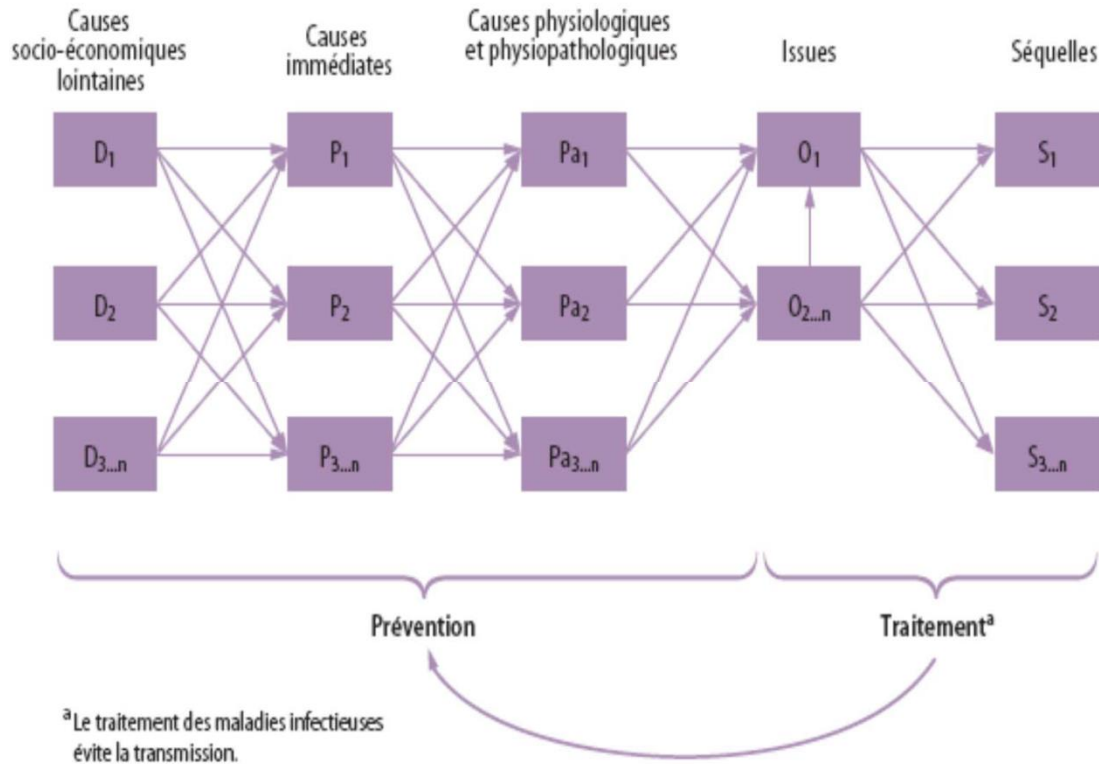 Causes
socio-économiques
lointaines
Causes
immédiates
Causes physiologiques
et physiopathologiques
Issues
Séquelles
D1
P1
Pa1
O1
S1
D2
P2
Pa2
O2...n
S2
D3...n
P3...n
Pa3...n
S3...n
Prévention
Traitementa
a Le traitement des maladies infectieuses
évite la transmission.